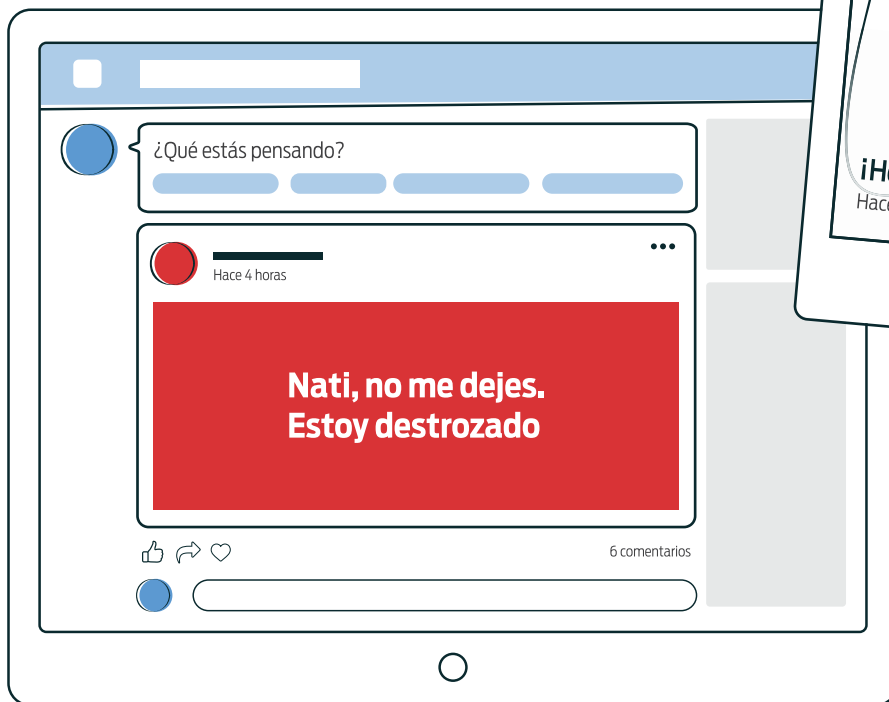 ¿Qué estás pensando?
Hace 4 horas
Nati, no me dejes.
Estoy destrozado
6 comentarios